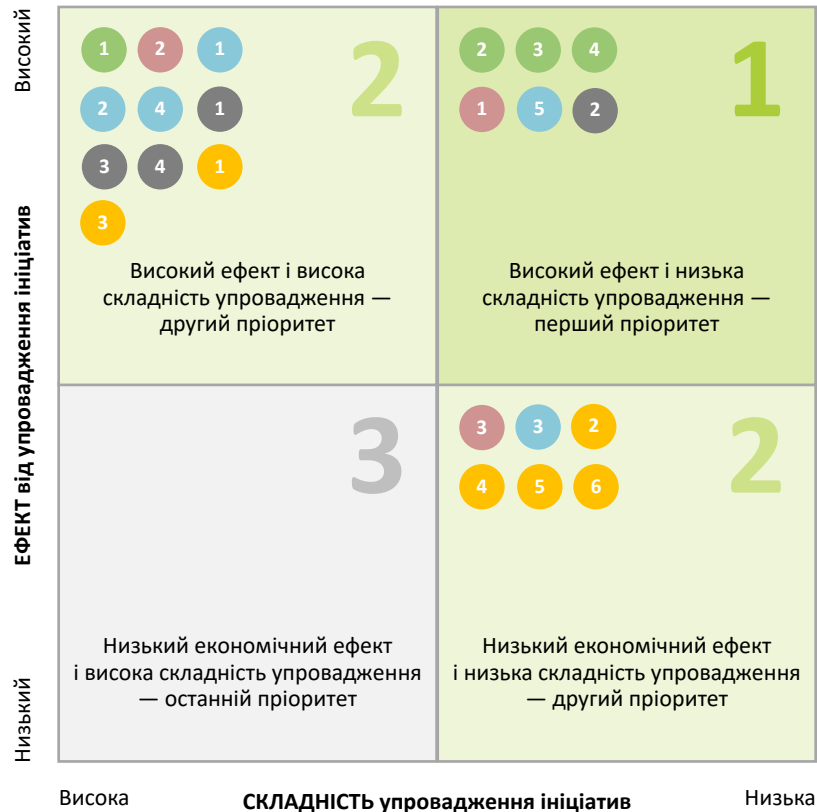 Високий
ЕФЕКТ від упровадження ініціатив
Низький
1 2 1
2 4 1
3 4 1
3
2
Високий ефект і висока
складність упровадження —
другий пріоритет
2 3 4
1 5 2
1
Високий ефект і низька
складність упровадження —
перший пріоритет
3
Низький економічний ефект
і висока складність упровадження
— останній пріоритет
3 3 2
4 5 6
2
Низький економічний ефект
і низька складність упровадження
— другий пріоритет
Висока
СКЛАДНІСТЬ упровадження ініціатив
Низька